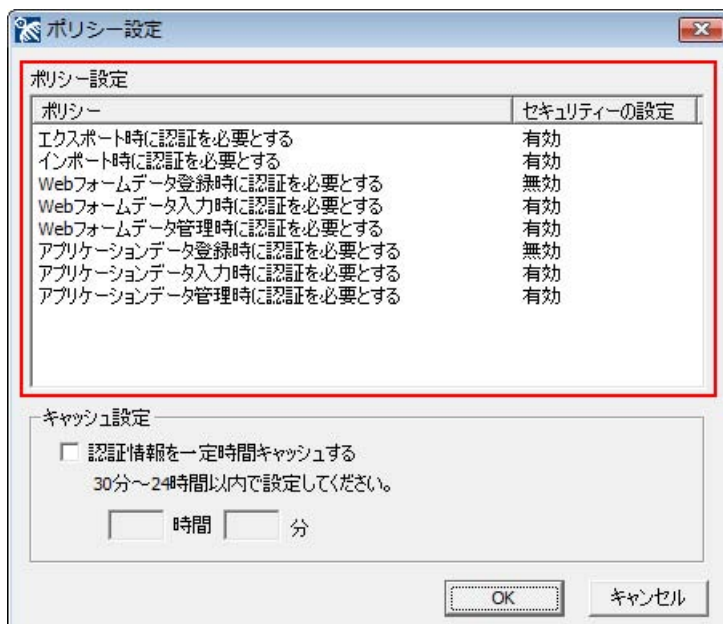 ポリシー設定
ポリシー設定
ポリシー セキュリティーの設定
エクスポート時に認証を必要とする 有効
インポート時に認証を必要とする 有効
Webフォームデータ登録時に認証を必要とする 無効
Webフォームデータ入力時に認証を必要とする 有効
Webフォームデータ管理時に認証を必要とする 有効
アプリケーションデータ登録時に認証を必要とする 無効
アプリケーションデータ入力時に認証を必要とする 有効
アプリケーションデータ管理時に認証を必要とする 有効
キャッシュ設定
認証情報を一定時間キャッシュする
30分～24時間以内で設定してください。
時間 分
OK キャンセル